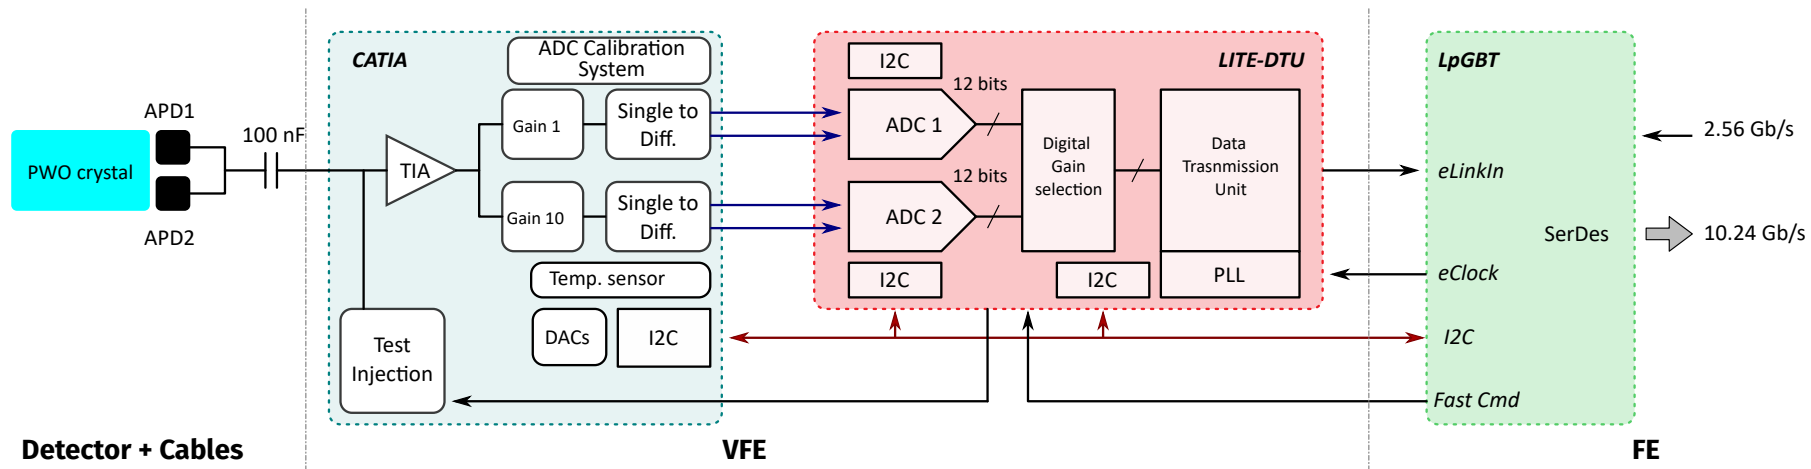 PWO crystal
APD1
APD2
100 nF
CATIA
ADC Calibration
System
TIA
Gain 1
Single to
Diff.
Gain 10
Single to
Diff.
Temp. sensor
DACs
I2C
Test
Injection
LITE-DTU
I2C
12 bits
ADC 1
12 bits
ADC 2
Digital
Gain
selection
Data
Trasnmission
Unit
I2C
I2C
PLL
LpGBT
eLinkIn
SerDes
eClock
I2C
Fast Cmd
2.56 Gb/s
10.24 Gb/s
Detector + Cables
VFE
FE